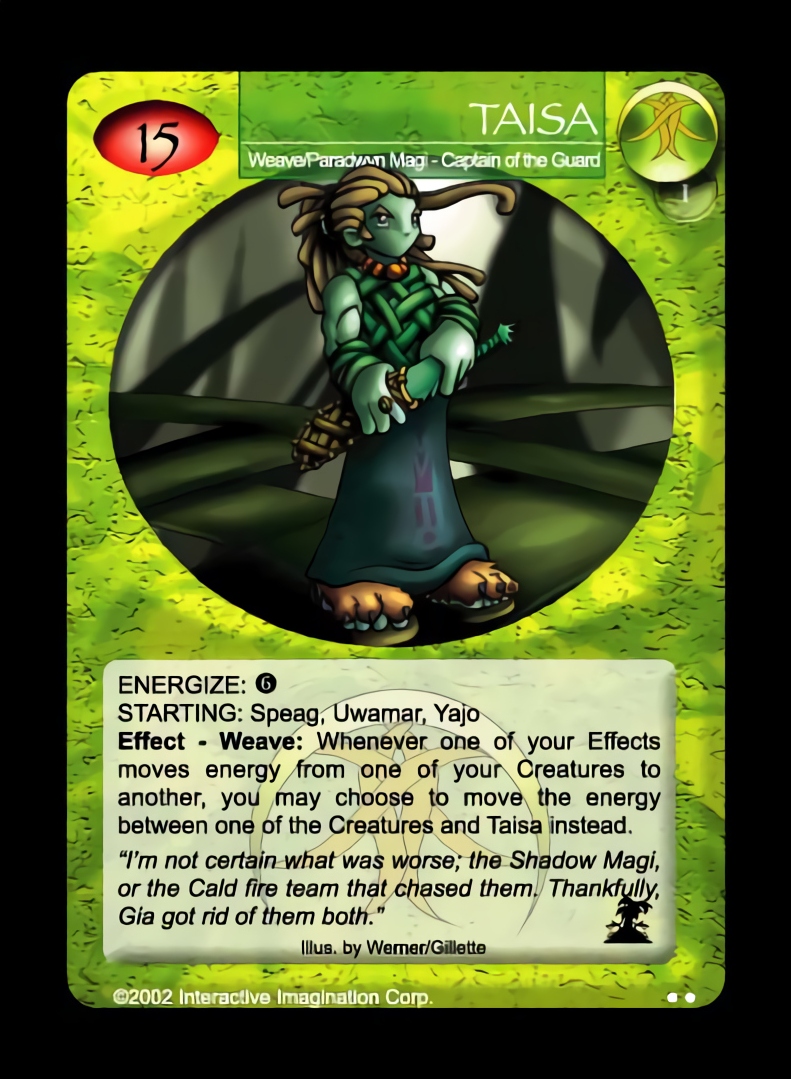 15
TAISA
Weave/Paradwyn Magi - Captain of the Guard
1
ENERGIZE: 6
STARTING: Speag, Uwamar, Yajo
Effect - Weave: Whenever one of your Effects
moves energy from one of your Creatures to
another, you may choose to move the energy
between one of the Creatures and Taisa instead.
“I’m not certain what was worse; the Shadow Magi,
or the Cald fire team that chased them. Thankfully,
Gia got rid of them both.”
Illus. by Werner/Gillette
©2002 Interactive Imagination Corp.